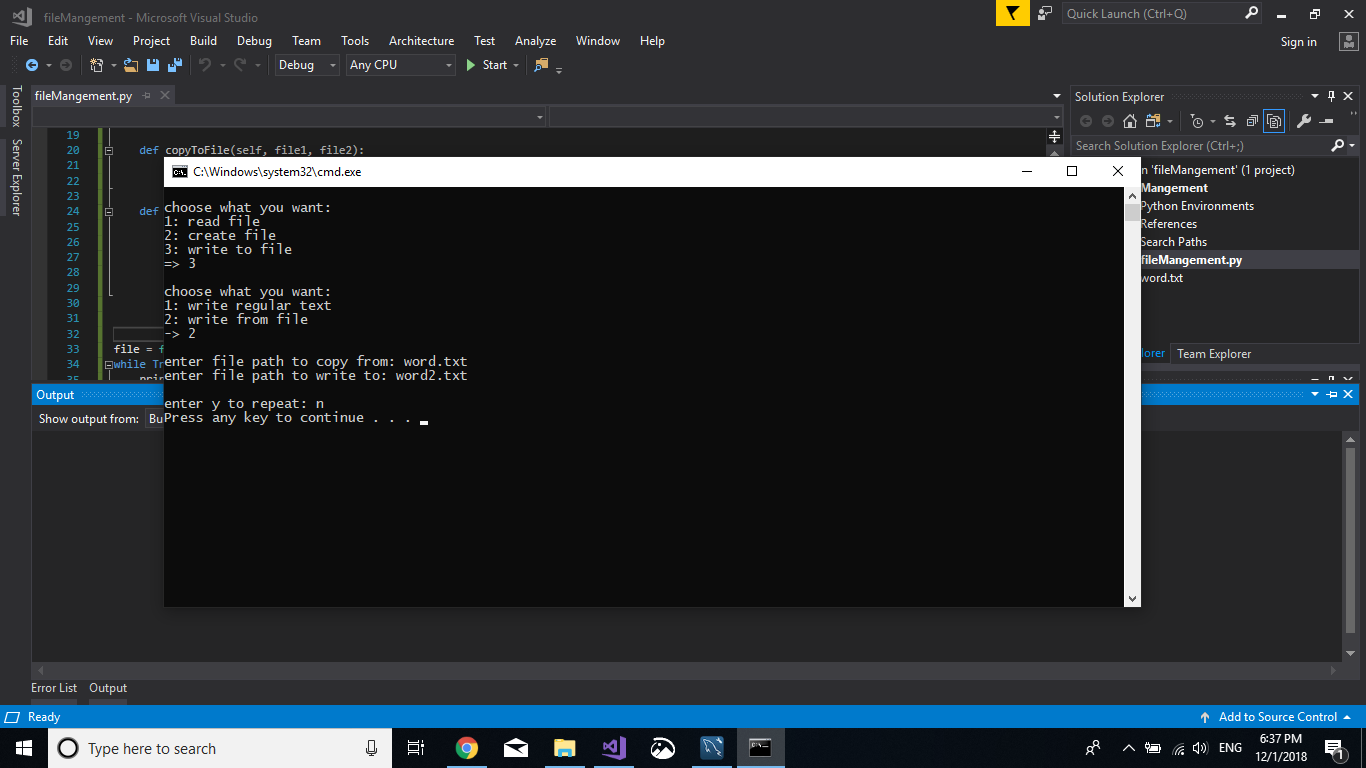 fileMangement - Microsoft Visual Studio
Quick Launch (Ctrl+Q)
File Edit View Project Build Debug Team Tools Architecture Test Analyze Window Help
Sign in
Debug Any CPU Start
Toolbox
Server Explorer
fileMangement.py
Solution Explorer
Search Solution Explorer (Ctrl+;)
19
20 def copyToFile(self, file1, file2):
21
22
23
24 def
25
26
27
28
29
30
31
32
33 file = f
34 while Tr
35 prin
n 'fileMangement' (1 project)
Mangement
Python Environments
References
Search Paths
fileMangement.py
word.txt
orer Team Explorer
C:\Windows\system32\cmd.exe
choose what you want:
1: read file
2: create file
3: write to file
=> 3
choose what you want:
1: write regular text
2: write from file
-> 2
enter file path to copy from: word.txt
enter file path to write to: word2.txt
enter y to repeat: n
Press any key to continue . . .
Output
Show output from: Bu
Error List Output
Ready
Add to Source Control
Type here to search
ENG
6:37 PM
12/1/2018
1